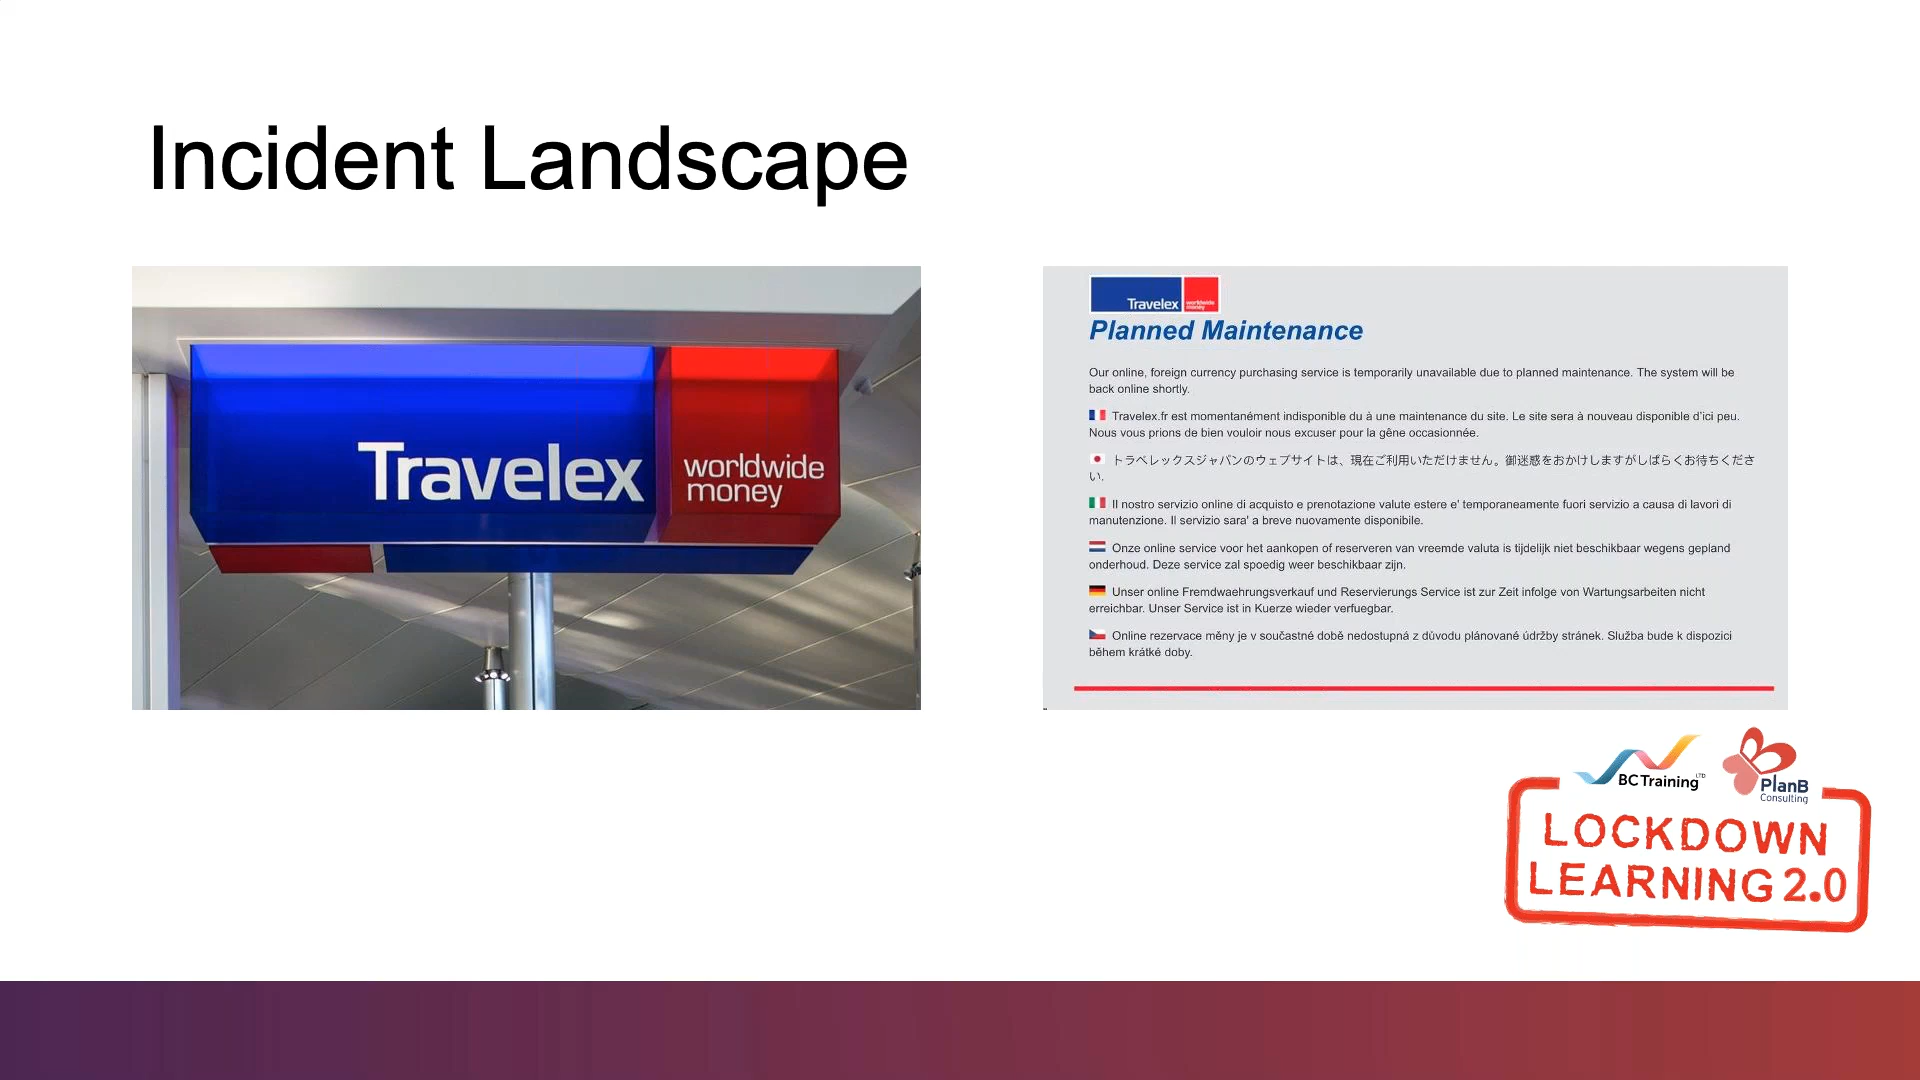 Incident Landscape
Travelex
worldwide
money
Travelex
worldwide
money
Planned Maintenance
Our online, foreign currency purchasing service is temporarily unavailable due to planned maintenance. The system will be
back online shortly.
Travelex.fr est momentanément indisponible du à une maintenance du site. Le site sera à nouveau disponible d'ici peu.
Nous vous prions de bien vouloir nous excuser pour la gêne occasionnée.
トラベレックスジャパンのウェブサイトは、現在ご利用いただけません。御迷惑をおかけしますがしばらくお待ちくださ
い.
Il nostro servizio online di acquisto e prenotazione valute estere e' temporaneamente fuori servizio a causa di lavori di
manutenzione. Il servizio sara' a breve nuovamente disponibile.
Onze online service voor het aankopen of reserveren van vreemde valuta is tijdelijk niet beschikbaar wegens gepland
onderhoud. Deze service zal spoedig weer beschikbaar zijn.
Unser online Fremdwaehrungsverkauf und Reservierungs Service ist zur Zeit infolge von Wartungsarbeiten nicht
erreichbar. Unser Service ist in Kuerze wieder verfuegbar.
Online rezervace měny je v součastné době nedostupná z důvodu plánované údržby stránek. Služba bude k dispozici
během krátké doby.
BC Training LTD
PlanB
Consulting
LOCKDOWN
LEARNING 2.0